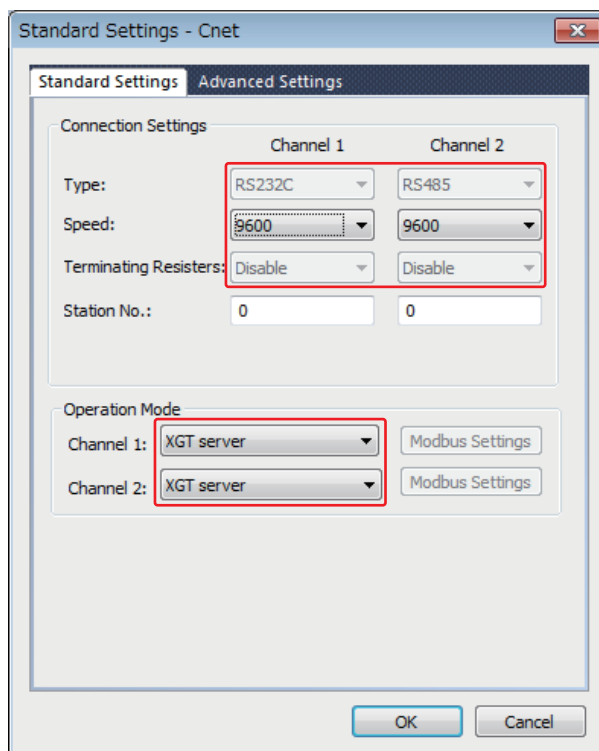 Standard Settings - Cnet
Standard Settings Advanced Settings
Connection Settings
Channel 1 Channel 2
Type: RS232C RS485
Speed: 9600 9600
Terminating Resisters: Disable Disable
Station No.: 0 0
Operation Mode
Channel 1: XGT server Modbus Settings
Channel 2: XGT server Modbus Settings
OK Cancel